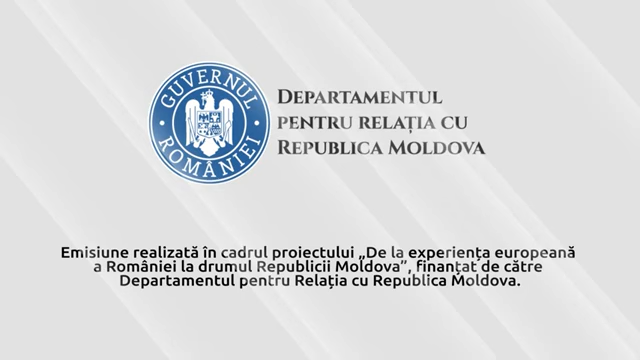 GUVERNUL ROMÂNIEI
DEPARTAMENTUL
PENTRU RELAȚIA CU
REPUBLICA MOLDOVA
Emisiune realizată în cadrul proiectului „De la experiența europeană
a României la drumul Republicii Moldova”, finanțat de către
Departamentul pentru Relația cu Republica Moldova.